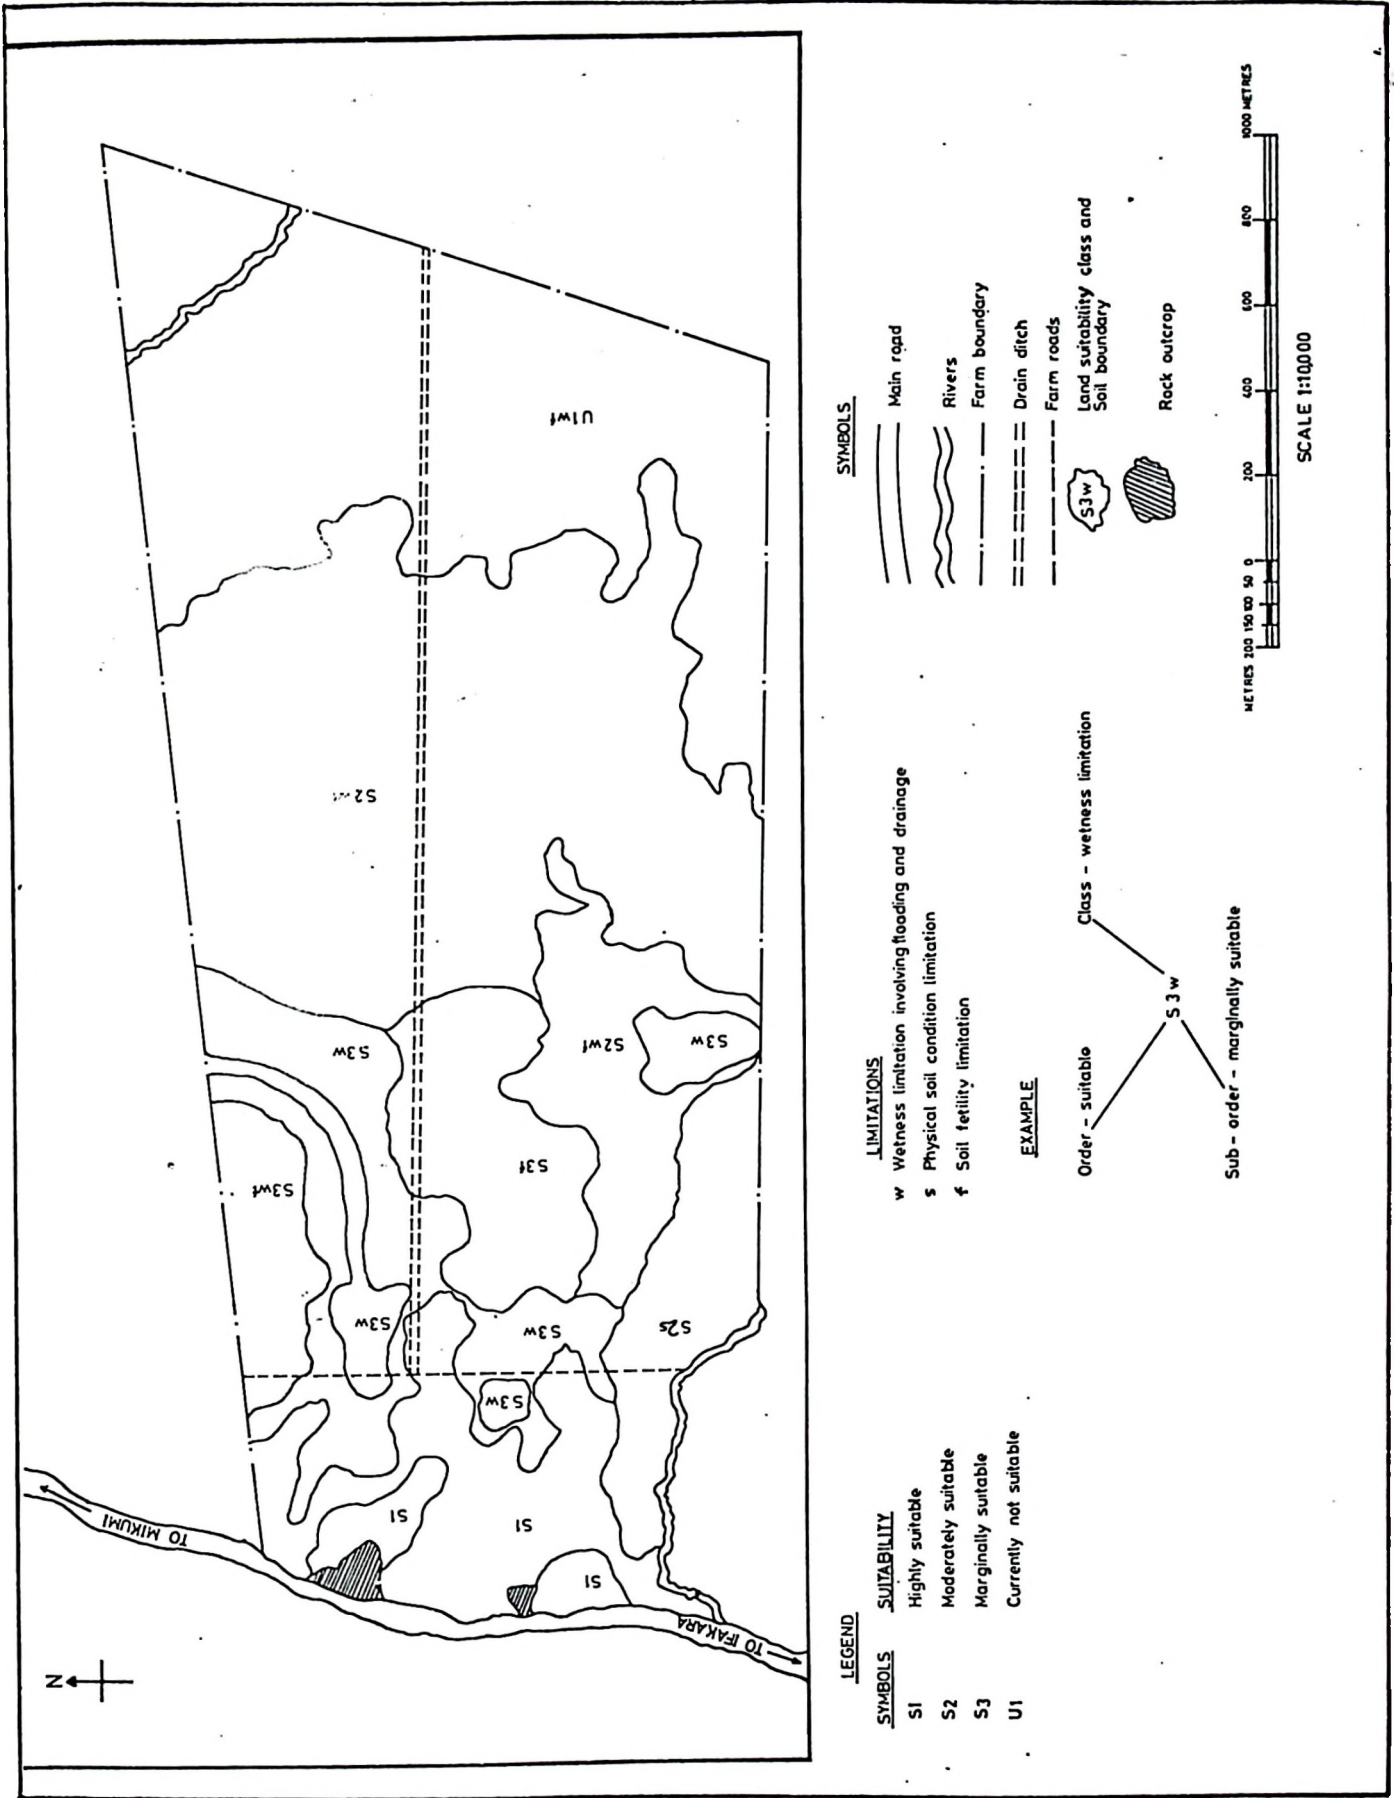 N
TO MIKUMI
TO IFAKARA
S1
S1
S1
S3w
S3w
S3w
S2s
S3wf
S3f
S3w
S2wf
S3w
S2
U1wf
LEGEND
SYMBOLS SUITABILITY
S1 Highly suitable
S2 Moderately suitable
S3 Marginally suitable
U1 Currently not suitable
LIMITATIONS
w Wetness limitation involving flooding and drainage
s Physical soil condition limitation
f Soil fetility limitation
EXAMPLE
Order - suitable
Class - wetness limitation
S3w
Sub-order - marginally suitable
SYMBOLS
Main road
Rivers
Farm boundary
Drain ditch
Farm roads
S3w
Land suitability class and
Soil boundary
Rock outcrop
METRES 200 150 100 50 0 200 400 600 800 1000 METRES
SCALE 1:10,000